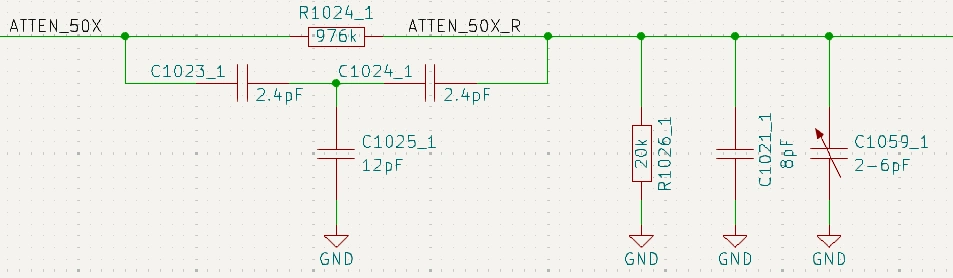 R1024_1
ATTEN_50X
976k
ATTEN_50X_R
C1023_1
2.4pF
C1024_1
2.4pF
C1025_1
12pF
GND
20k
R1026_1
GND
C1021_1
8pF
GND
C1059_1
2-6pF
GND